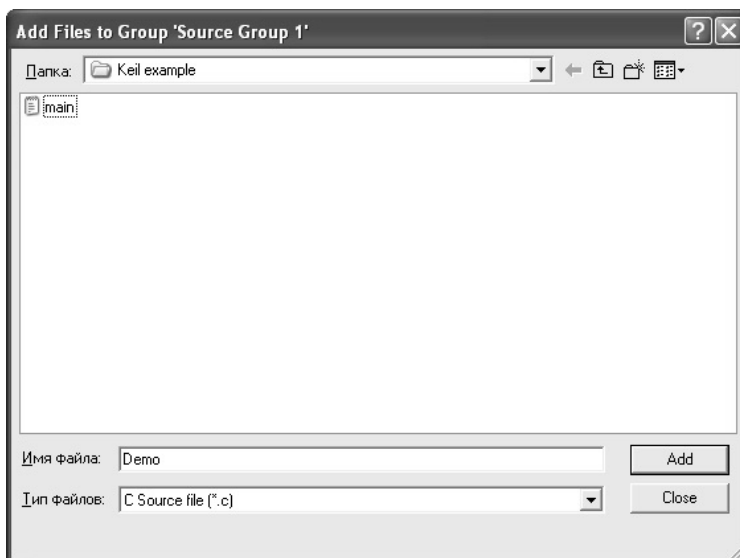 Add Files to Group 'Source Group 1'
Папка: Keil example
main
Имя файла: Demo Add
Тип файлов: C Source file (*.c) Close